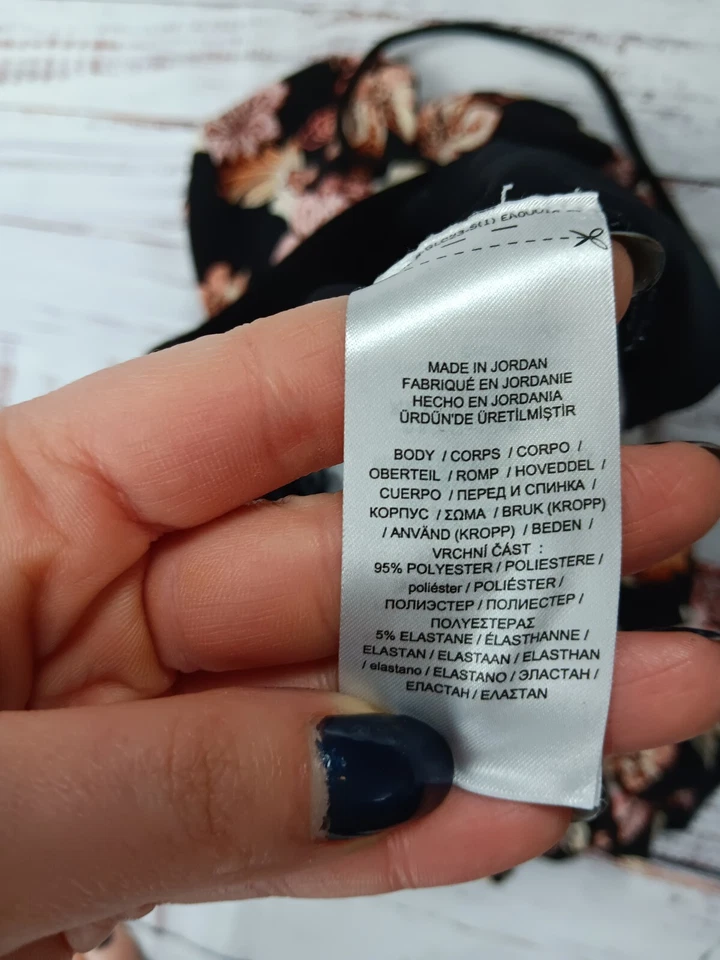 MADE IN JORDAN
FABRIQUÉ EN JORDANIE
HECHO EN JORDANIA
ÜRDÜN'DE ÜRETİLMİŞTİR
BODY / CORPS / CORPO /
OBERTEIL / ROMP / HOVEDDEL /
CUERPO / ПЕРЕД И СПИНКА /
КОРПУС / ΣΩΜΑ / BRUK (KROPP)
/ ANVÄND (KROPP) / BEDEN /
VRCHNÍ ČÁST :
95% POLYESTER / POLIESTERE /
poliéster / POLIÉSTER /
ПОЛИЭСТЕР / ПОЛИЕСТЕР /
ΠΟΛΥΕΣΤΕΡΑΣ
5% ELASTANE / ÉLASTHANNE /
ELASTAN / ELASTAAN / ELASTHAN
/ elastano / ELASTANO / ЭЛАСТАН /
ЕЛАСТАН / ΕΛΑΣΤΑΝ